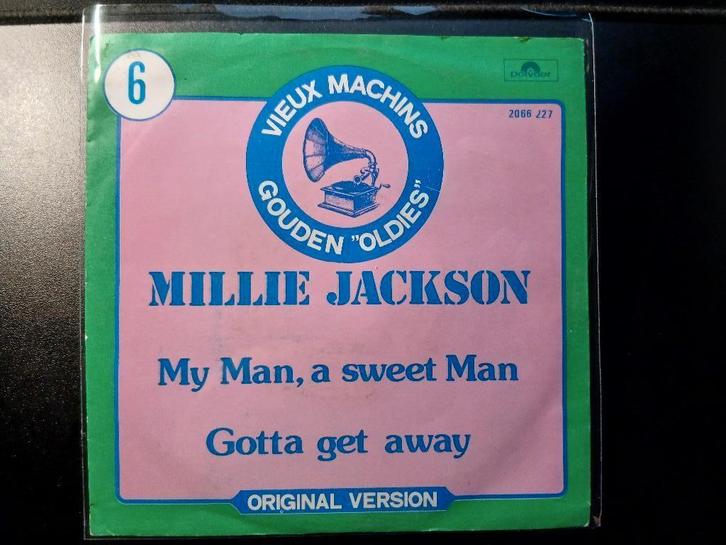 6
Polydor
2066 227
VIEUX MACHINS
GOUDEN "OLDIES"
MILLIE JACKSON
My Man, a sweet Man
Gotta get away
ORIGINAL VERSION